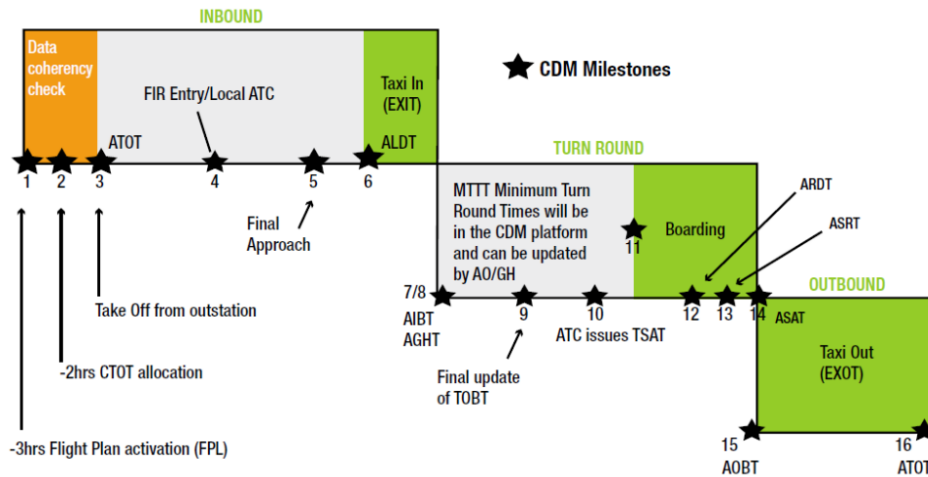 INBOUND
Data
coherency
check
CDM Milestones
FIR Entry/Local ATC
Taxi In
(EXIT)
ATOT
ALDT
1
2
3
4
5
6
Final
Approach
TURN ROUND
MTTT Minimum Turn
Round Times will be
in the CDM platform
and can be updated
by AO/GH
11
Boarding
ARDT
ASRT
OUTBOUND
7/8
AIBT
AGHT
9
10
12
13
14
ASAT
Take Off from outstation
ATC issues TSAT
Final update
of TOBT
-2hrs CTOT allocation
Taxi Out
(EXOT)
-3hrs Flight Plan activation (FPL)
15
AOBT
16
ATOT